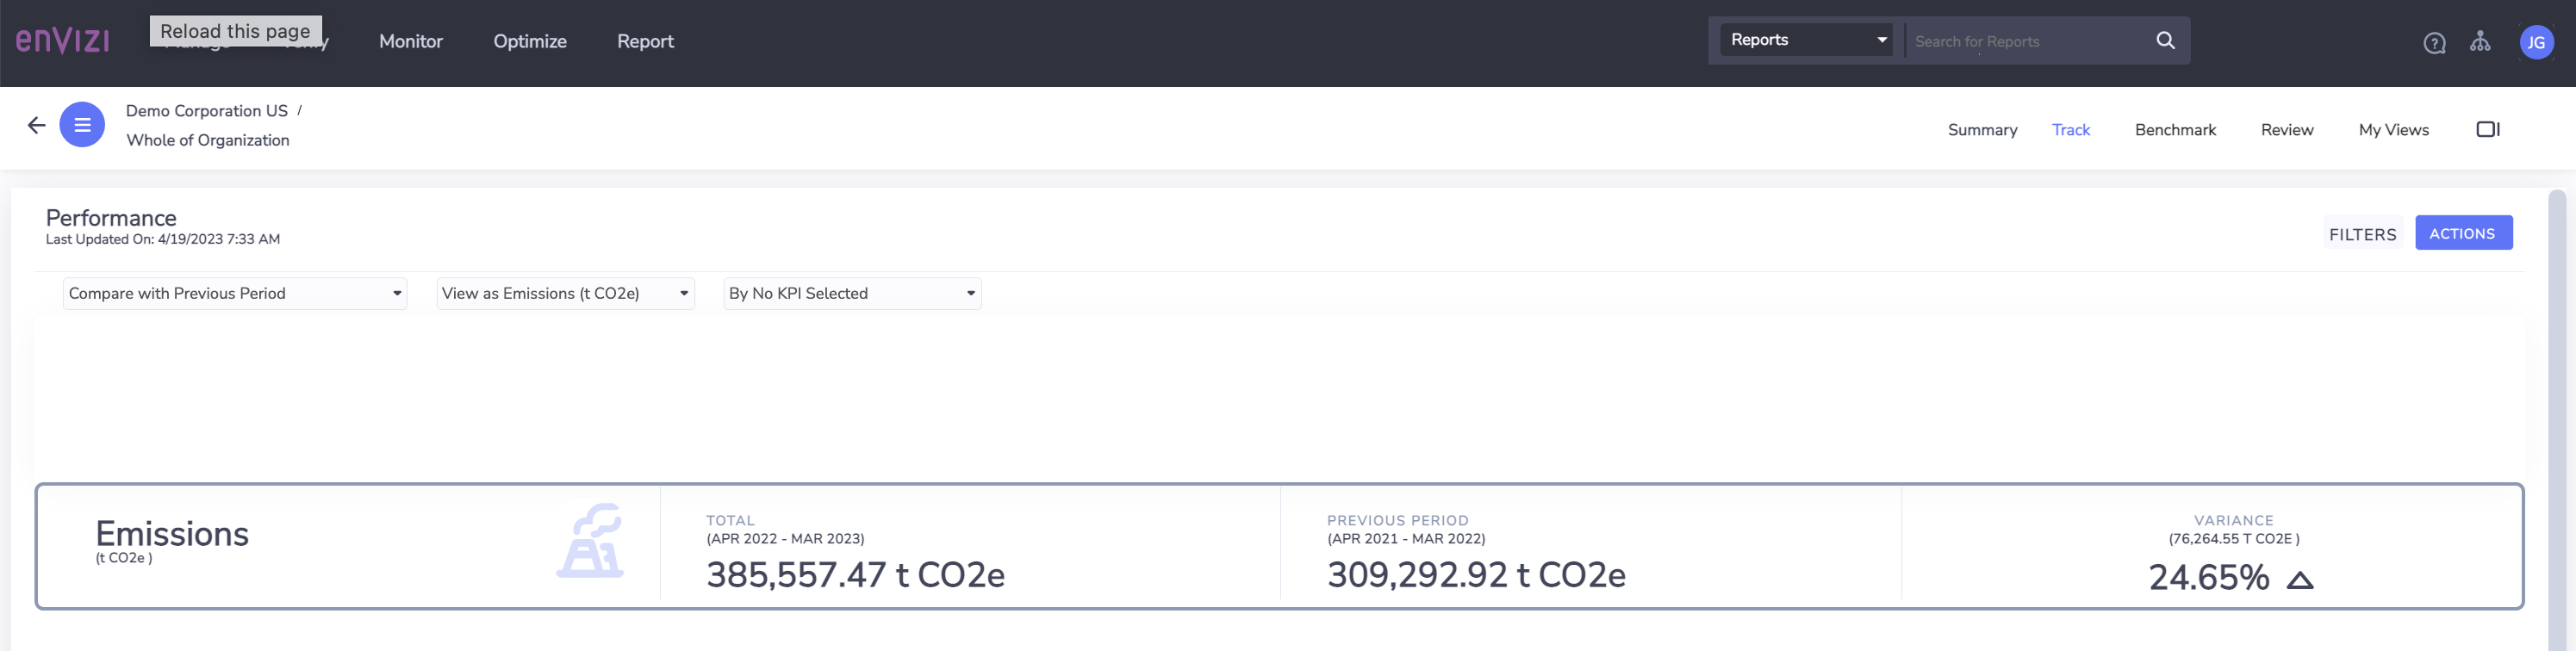 enVIZI
Reload this page
Monitor
Optimize
Report
Reports
Search for Reports
JG
Demo Corporation US /
Whole of Organization
Summary
Track
Benchmark
Review
My Views
Performance
Last Updated On: 4/19/2023 7:33 AM
FILTERS
ACTIONS
Compare with Previous Period
View as Emissions (t CO2e)
By No KPI Selected
Emissions
(t CO2e )
TOTAL
(APR 2022 - MAR 2023)
385,557.47 t CO2e
PREVIOUS PERIOD
(APR 2021 - MAR 2022)
309,292.92 t CO2e
VARIANCE
(76,264.55 T CO2E )
24.65%